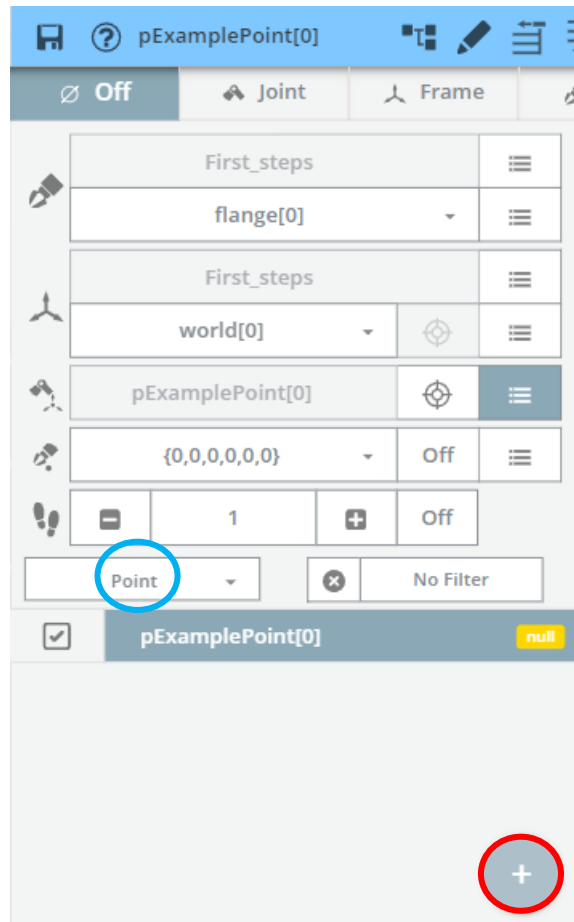 pExamplePoint[0]
Off Joint Frame
First_steps
flange[0]
First_steps
world[0]
pExamplePoint[0]
{0,0,0,0,0,0} Off
1 Off
Point No Filter
pExamplePoint[0] null